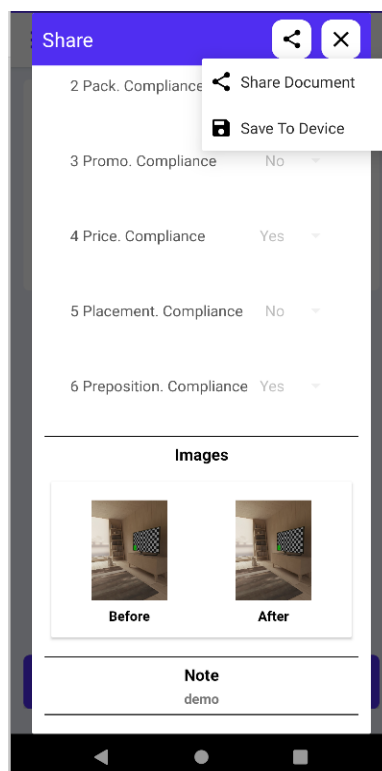 Share
Share Document
Save To Device
2 Pack. Compliance
3 Promo. Compliance No
4 Price. Compliance Yes
5 Placement. Compliance No
6 Preposition. Compliance Yes
Images
Before After
Note
demo